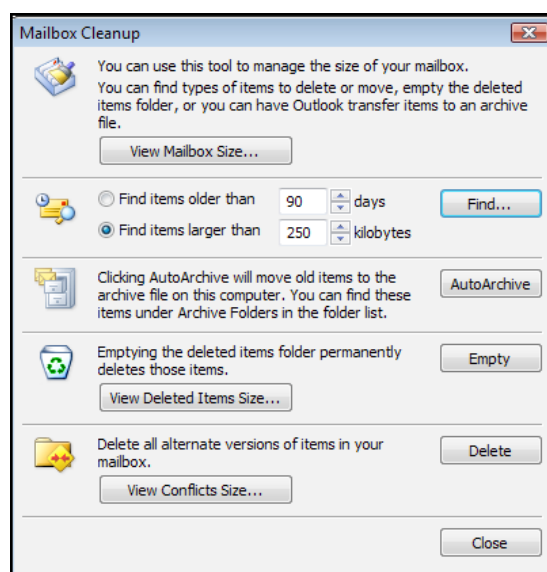 Mailbox Cleanup
You can use this tool to manage the size of your mailbox.
You can find types of items to delete or move, empty the deleted
items folder, or you can have Outlook transfer items to an archive
file.
View Mailbox Size...
Find items older than 90 days
Find...
Find items larger than 250 kilobytes
Clicking AutoArchive will move old items to the
archive file on this computer. You can find these
items under Archive Folders in the folder list.
AutoArchive
Emptying the deleted items folder permanently
deletes those items.
Empty
View Deleted Items Size...
Delete all alternate versions of items in your
mailbox.
Delete
View Conflicts Size...
Close